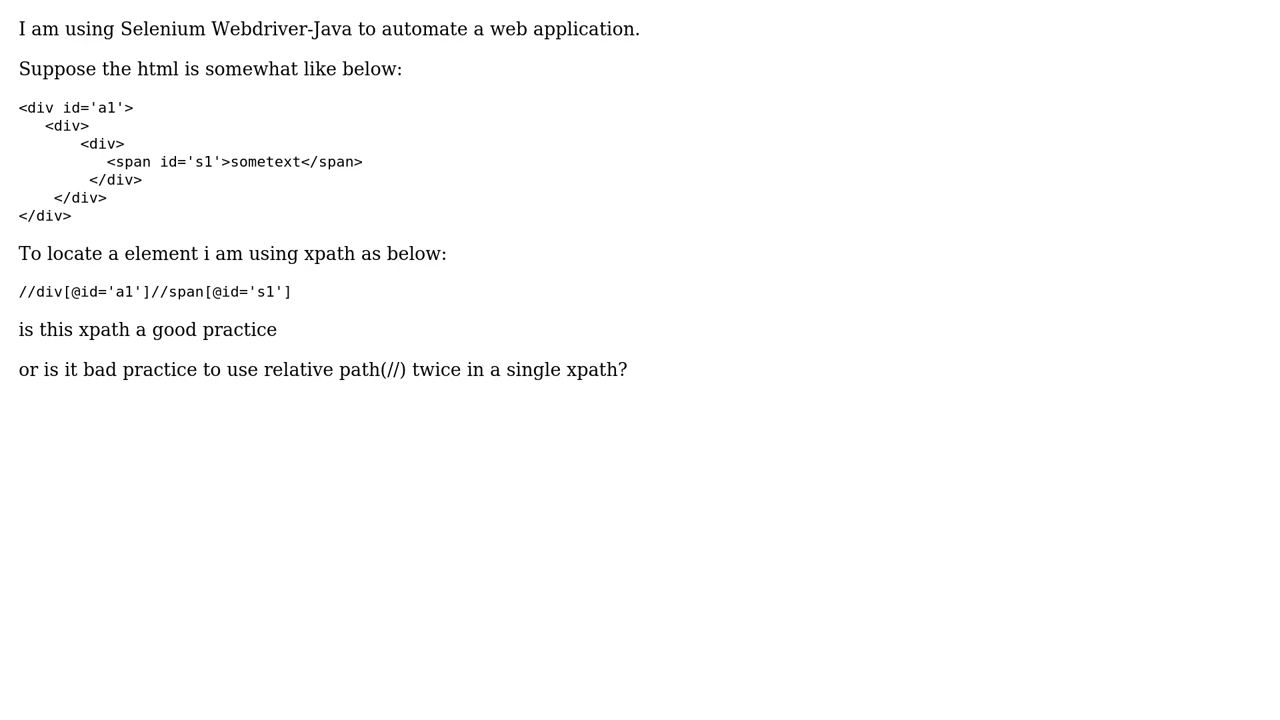 I am using Selenium Webdriver-Java to automate a web application.
Suppose the html is somewhat like below:
<div id='a1'>
   <div>
       <div>
          <span id='s1'>sometext</span>
        </div>
    </div>
</div>
To locate a element i am using xpath as below:
//div[@id='a1']//span[@id='s1']
is this xpath a good practice
or is it bad practice to use relative path(//) twice in a single xpath?